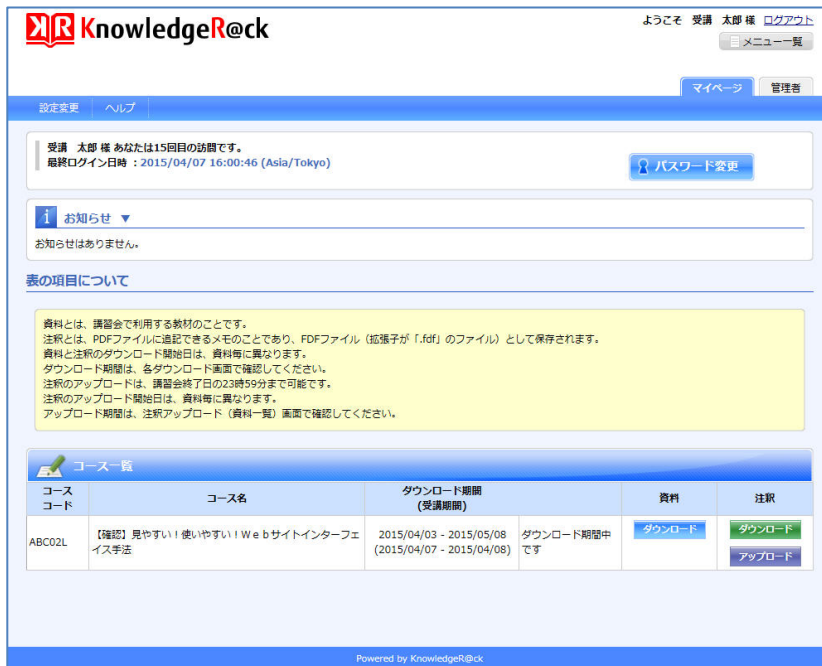 KR KnowledgeR@ck
ようこそ 受講 太郎 様 ログアウト
メニュー一覧
マイページ 管理者
設定変更 ヘルプ
受講 太郎 様 あなたは15回目の訪問です。
最終ログイン日時 : 2015/04/07 16:00:46 (Asia/Tokyo)
パスワード変更
i お知らせ ▼
お知らせはありません。
表の項目について
資料とは、講習会で利用する教材のことです。
注釈とは、PDFファイルに追記できるメモのことであり、FDFファイル（拡張子が「.fdf」のファイル）として保存されます。
資料と注釈のダウンロード開始日は、資料毎に異なります。
ダウンロード期間は、各ダウンロード画面で確認してください。
注釈のアップロードは、講習会終了日の23時59分まで可能です。
注釈のアップロード開始日は、資料毎に異なります。
アップロード期間は、注釈アップロード（資料一覧）画面で確認してください。
コース一覧
コース
コード
コース名
ダウンロード期間
(受講期間)
資料
注釈
ABC02L
【確認】見やすい！使いやすい！Ｗｅｂサイトインターフェ
イス手法
2015/04/03 - 2015/05/08
(2015/04/07 - 2015/04/08)
ダウンロード期間中
です
ダウンロード
ダウンロード
アップロード
Powered by KnowledgeR@ck